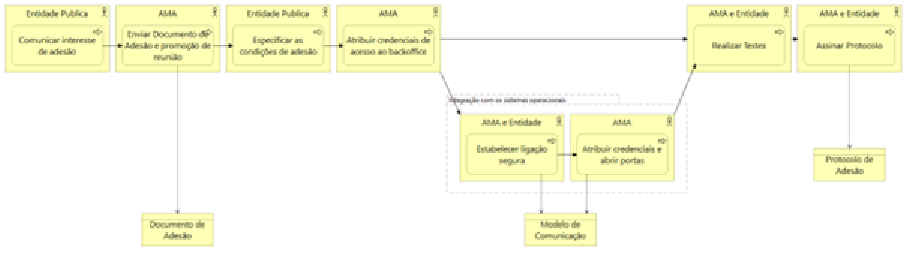 Entidade Publica
Comunicar interesse
de adesão
AMA
Enviar Documento de
Adesão e promoção de
reunião
Entidade Publica
Especificar as
condições de adesão
AMA
Atribuir credenciais de
acesso ao backoffice
AMA e Entidade
Realizar Testes
AMA e Entidade
Assinar Protocolo
Integração com os sistemas operacionais
AMA e Entidade
Estabelecer ligação
segura
AMA
Atribuir credenciais e
abrir portas
Protocolo de
Adesão
Documento de
Adesão
Modelo de
Comunicação